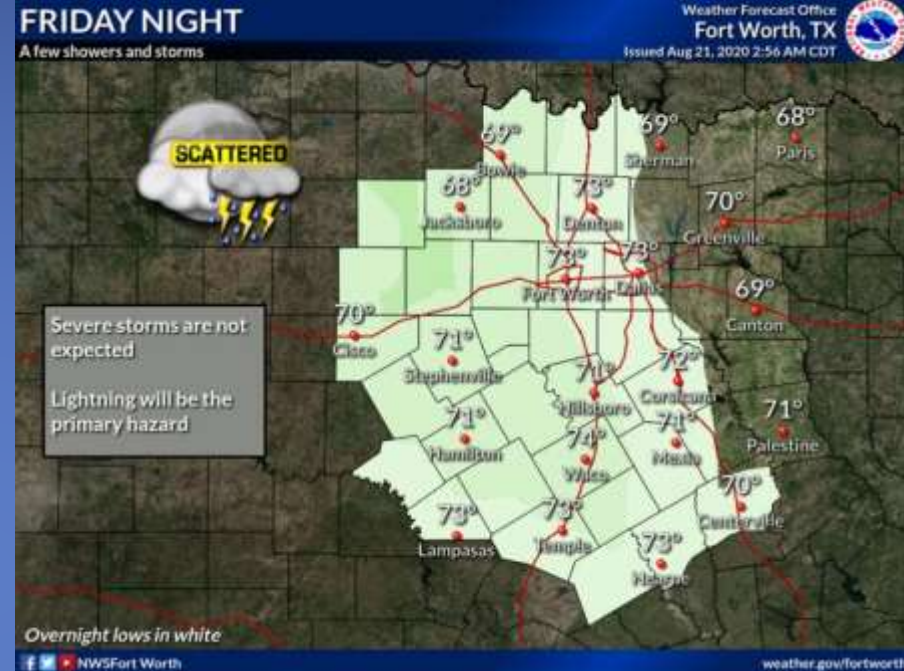 FRIDAY NIGHT
A few showers and storms
Weather Forecast Office
Fort Worth, TX
Issued Aug 21, 2020 2:56 AM CDT
SCATTERED
69°
Bowie
69°
Sherman
68°
Paris
68°
Jacksboro
73°
Denton
70°
Greenville
73°
Fort Worth
73°
Dallas
69°
Canton
70°
Cisco
71°
Stephenville
71°
Hillsboro
72°
Corsicana
71°
Hamilton
74°
Waco
71°
Mexia
71°
Palestine
73°
Lampasas
73°
Temple
73°
Hearne
70°
Centerville
Severe storms are not
expected
Lightning will be the
primary hazard
Overnight lows in white
NWSFort Worth
weather.gov/fortworth